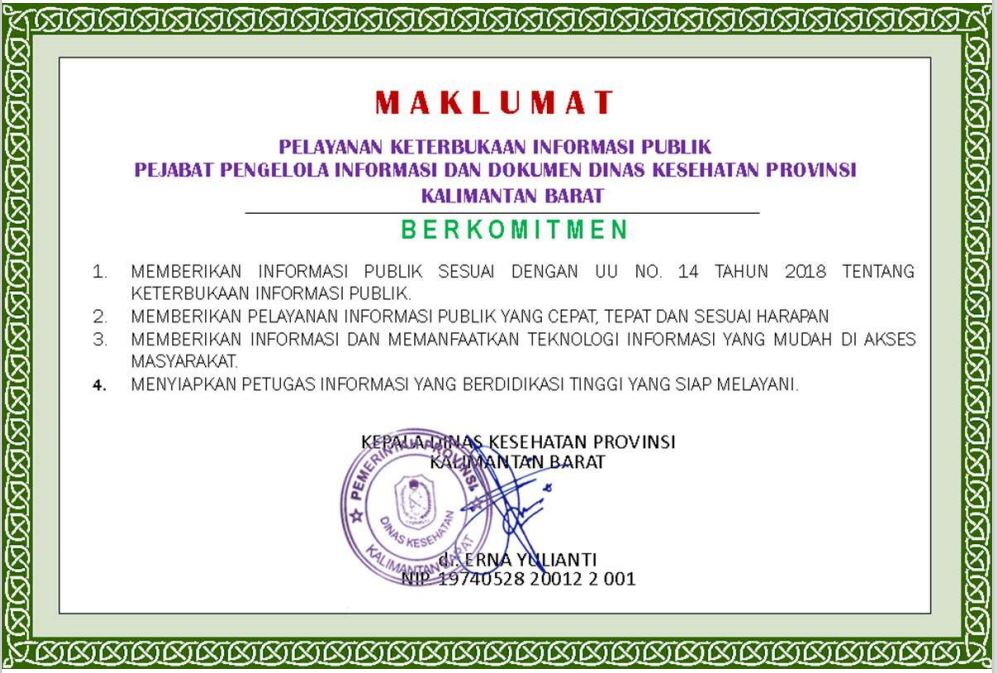 MAKLUMAT
PELAYANAN KETERBUKAAN INFORMASI PUBLIK
PEJABAT PENGELOLA INFORMASI DAN DOKUMEN DINAS KESEHATAN PROVINSI
KALIMANTAN BARAT
BERKOMITMEN
1. MEMBERIKAN INFORMASI PUBLIK SESUAI DENGAN UU NO. 14 TAHUN 2018 TENTANG
KETERBUKAAN INFORMASI PUBLIK.
2. MEMBERIKAN PELAYANAN INFORMASI PUBLIK YANG CEPAT, TEPAT DAN SESUAI HARAPAN
3. MEMBERIKAN INFORMASI DAN MEMANFAATKAN TEKNOLOGI INFORMASI YANG MUDAH DI AKSES
MASYARAKAT.
4. MENYIAPKAN PETUGAS INFORMASI YANG BERDIDIKASI TINGGI YANG SIAP MELAYANI.
KEPALA DINAS KESEHATAN PROVINSI
KALIMANTAN BARAT
PEMERINTAH PROVINSI
DINAS KESEHATAN
KALIMANTAN BARAT
dr. ERNA YULIANTI
NIP. 19740528 20012 2 001